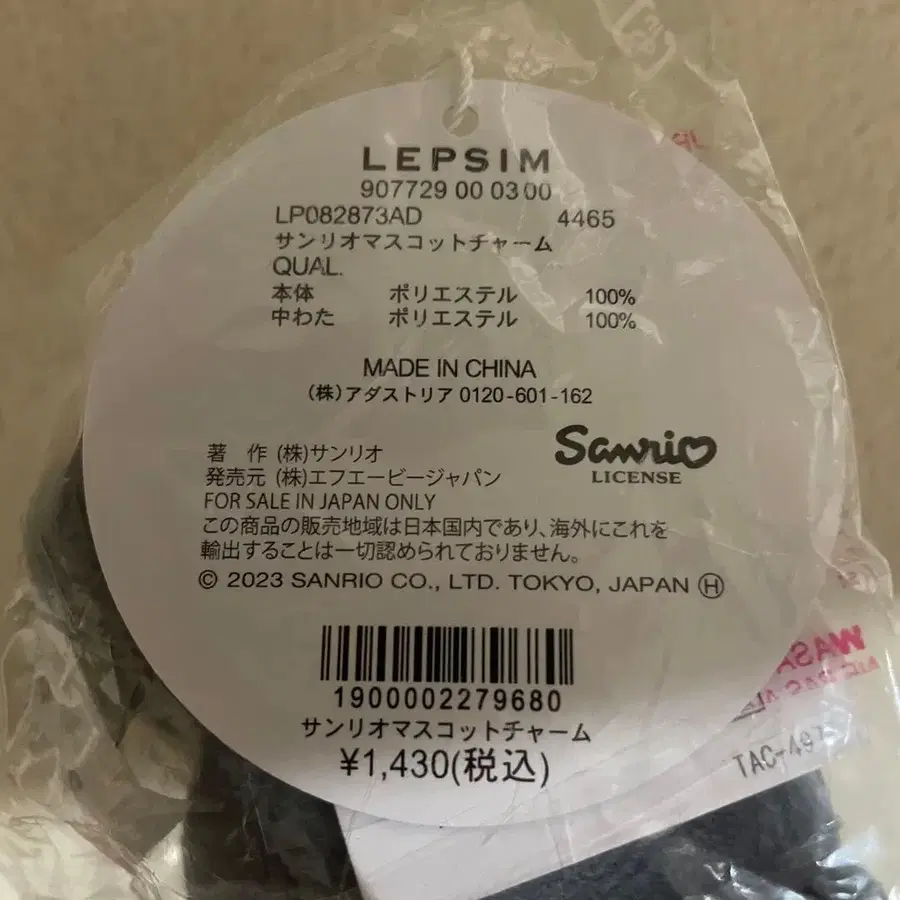 LEPSIM
907729 00 03 00
LP082873AD 4465
サンリオマスコットチャーム
QUAL.
本体 ポリエステル 100%
中わた ポリエステル 100%
MADE IN CHINA
(株)アダストリア 0120-601-162
著 作 (株)サンリオ
発売元 (株)エフエービージャパン
Sanrio
LICENSE
FOR SALE IN JAPAN ONLY
この商品の販売地域は日本国内であり、海外にこれを
輸出することは一切認められておりません。
© 2023 SANRIO CO., LTD. TOKYO, JAPAN Ⓗ
1900002279680
サンリオマスコットチャーム
¥1,430(税込)